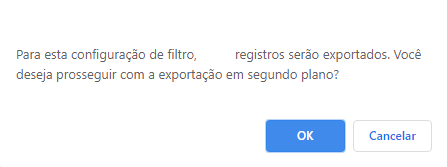 Para esta configuração de filtro, registros serão exportados. Você
deseja prosseguir com a exportação em segundo plano?
OK
Cancelar